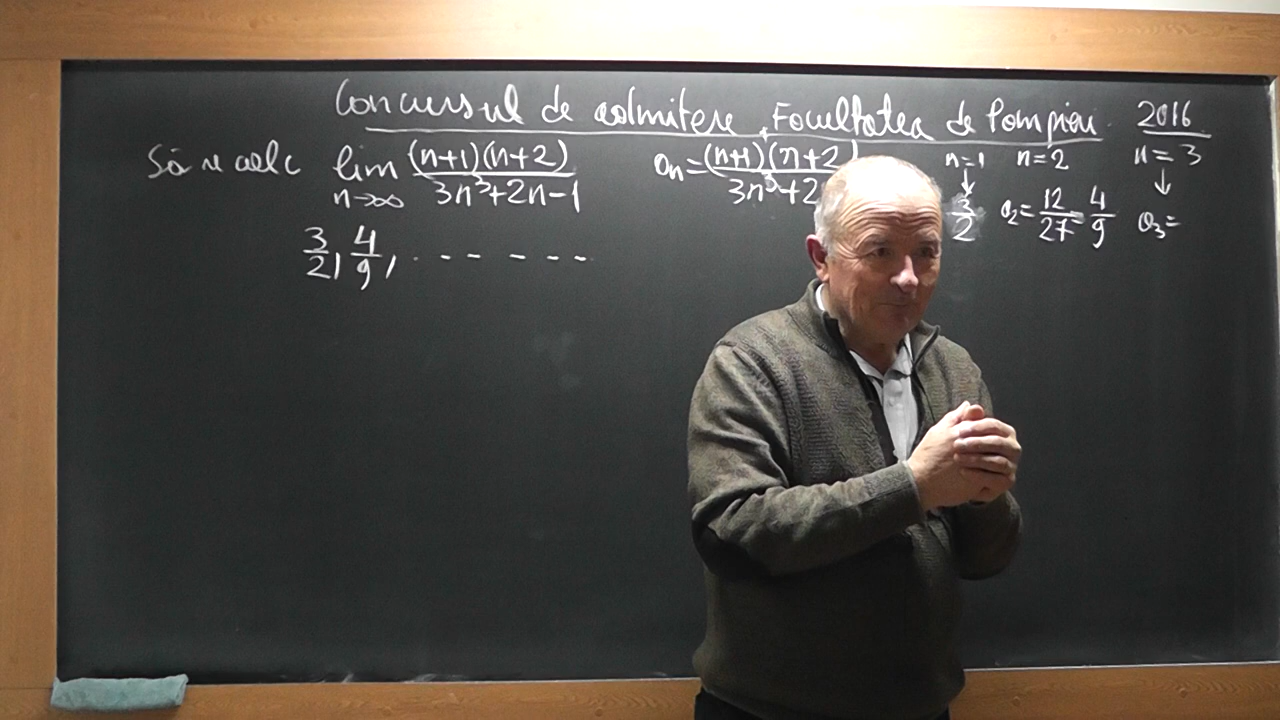 Concursul de admitere, Facultatea de Pompieri 2016
Să se calc lim n→∞ (n+1)(n+2)/3n³+2n-1 aₙ=(n+1)(n+2)/3n³+2 n=1 ↓ 3/2 n=2 a₂=12/27=4/9 n=3 ↓ a₃=
3/2, 4/9, . - - - - - -